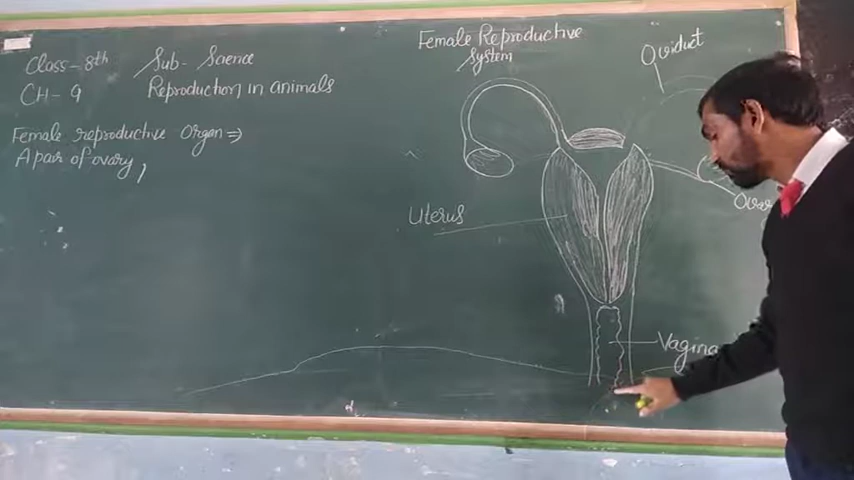 Class-8th Sub- Science
CH-9 Reproduction in Animals
Female reproductive Organ ⇒
A pair of ovary,
Female Reproductive
System
Oviduct
Uterus
Vagina